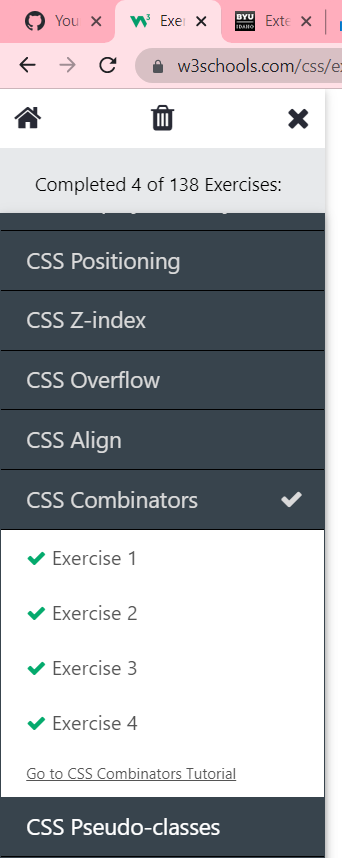 You
W3
Exer
BYU
IDAHO
Exte
w3schools.com/css/e
Completed 4 of 138 Exercises:
CSS Positioning
CSS Z-index
CSS Overflow
CSS Align
CSS Combinators
Exercise 1
Exercise 2
Exercise 3
Exercise 4
Go to CSS Combinators Tutorial
CSS Pseudo-classes